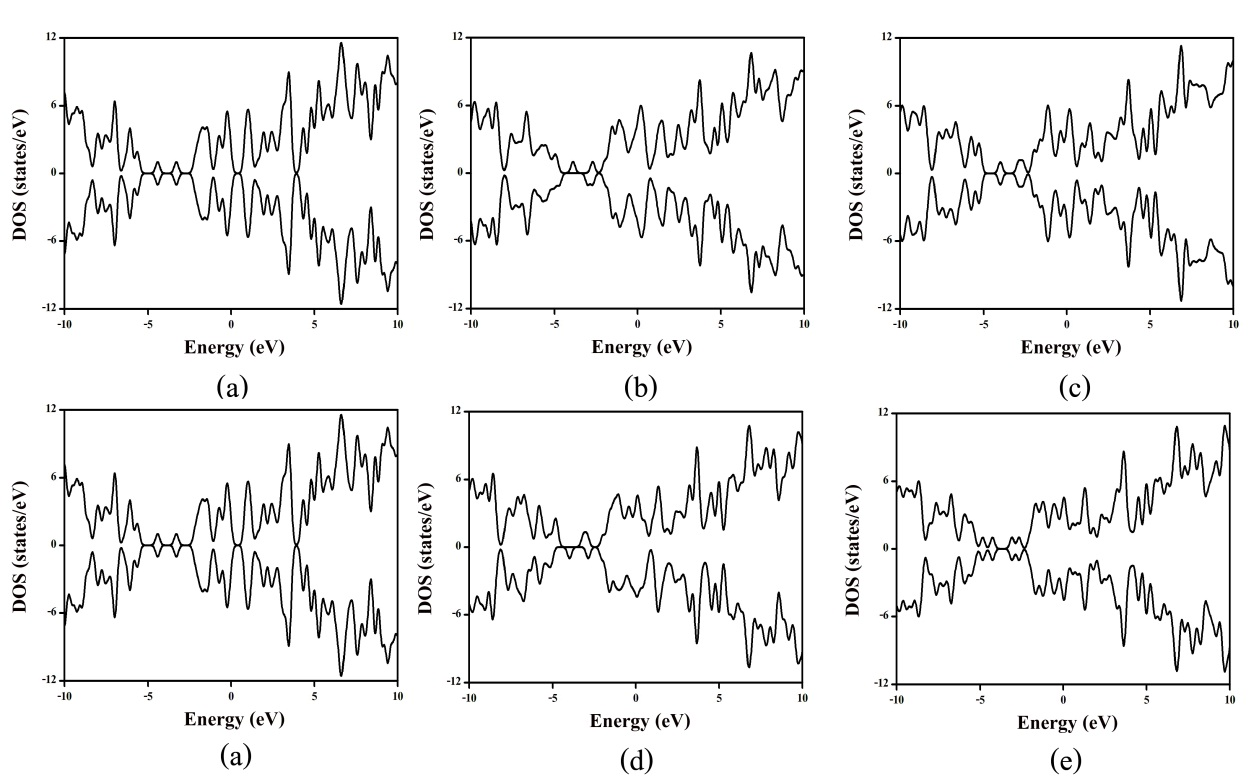 12 12 12
6 6 6
0 0 0
-6 -6 -6
-12 -12 -12
DOS (states/eV) DOS (states/eV) DOS (states/eV)
-10 -5 0 5 10 -10 -5 0 5 10 -10 -5 0 5 10
Energy (eV) Energy (eV) Energy (eV)
(a) (b) (c)
12 12 12
6 6 6
0 0 0
-6 -6 -6
-12 -12 -12
DOS (states/eV) DOS (states/eV) DOS (states/eV)
-10 -5 0 5 10 -10 -5 0 5 10 -10 -5 0 5 10
Energy (eV) Energy (eV) Energy (eV)
(a) (d) (e)